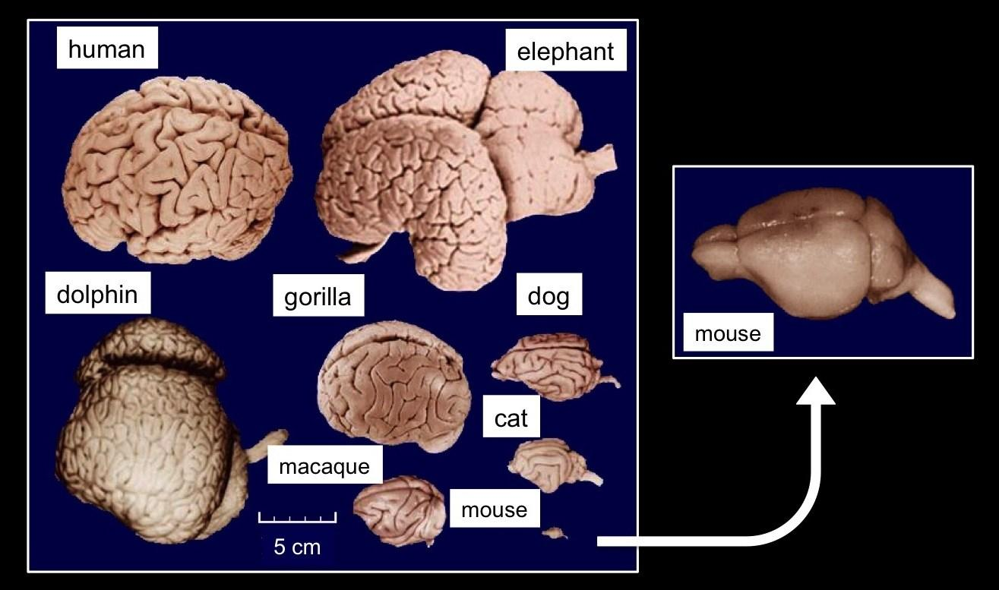 human
elephant
dolphin
gorilla
dog
cat
macaque
mouse
5 cm
mouse